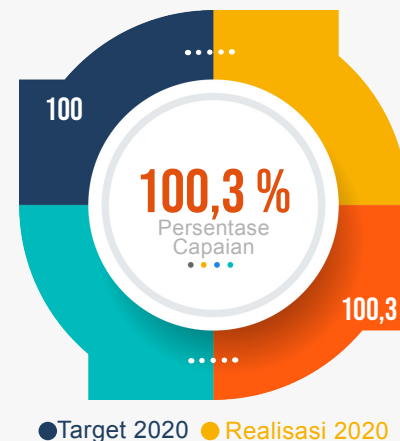 100
100,3 %
Persentase
Capaian
100,3
Target 2020 Realisasi 2020